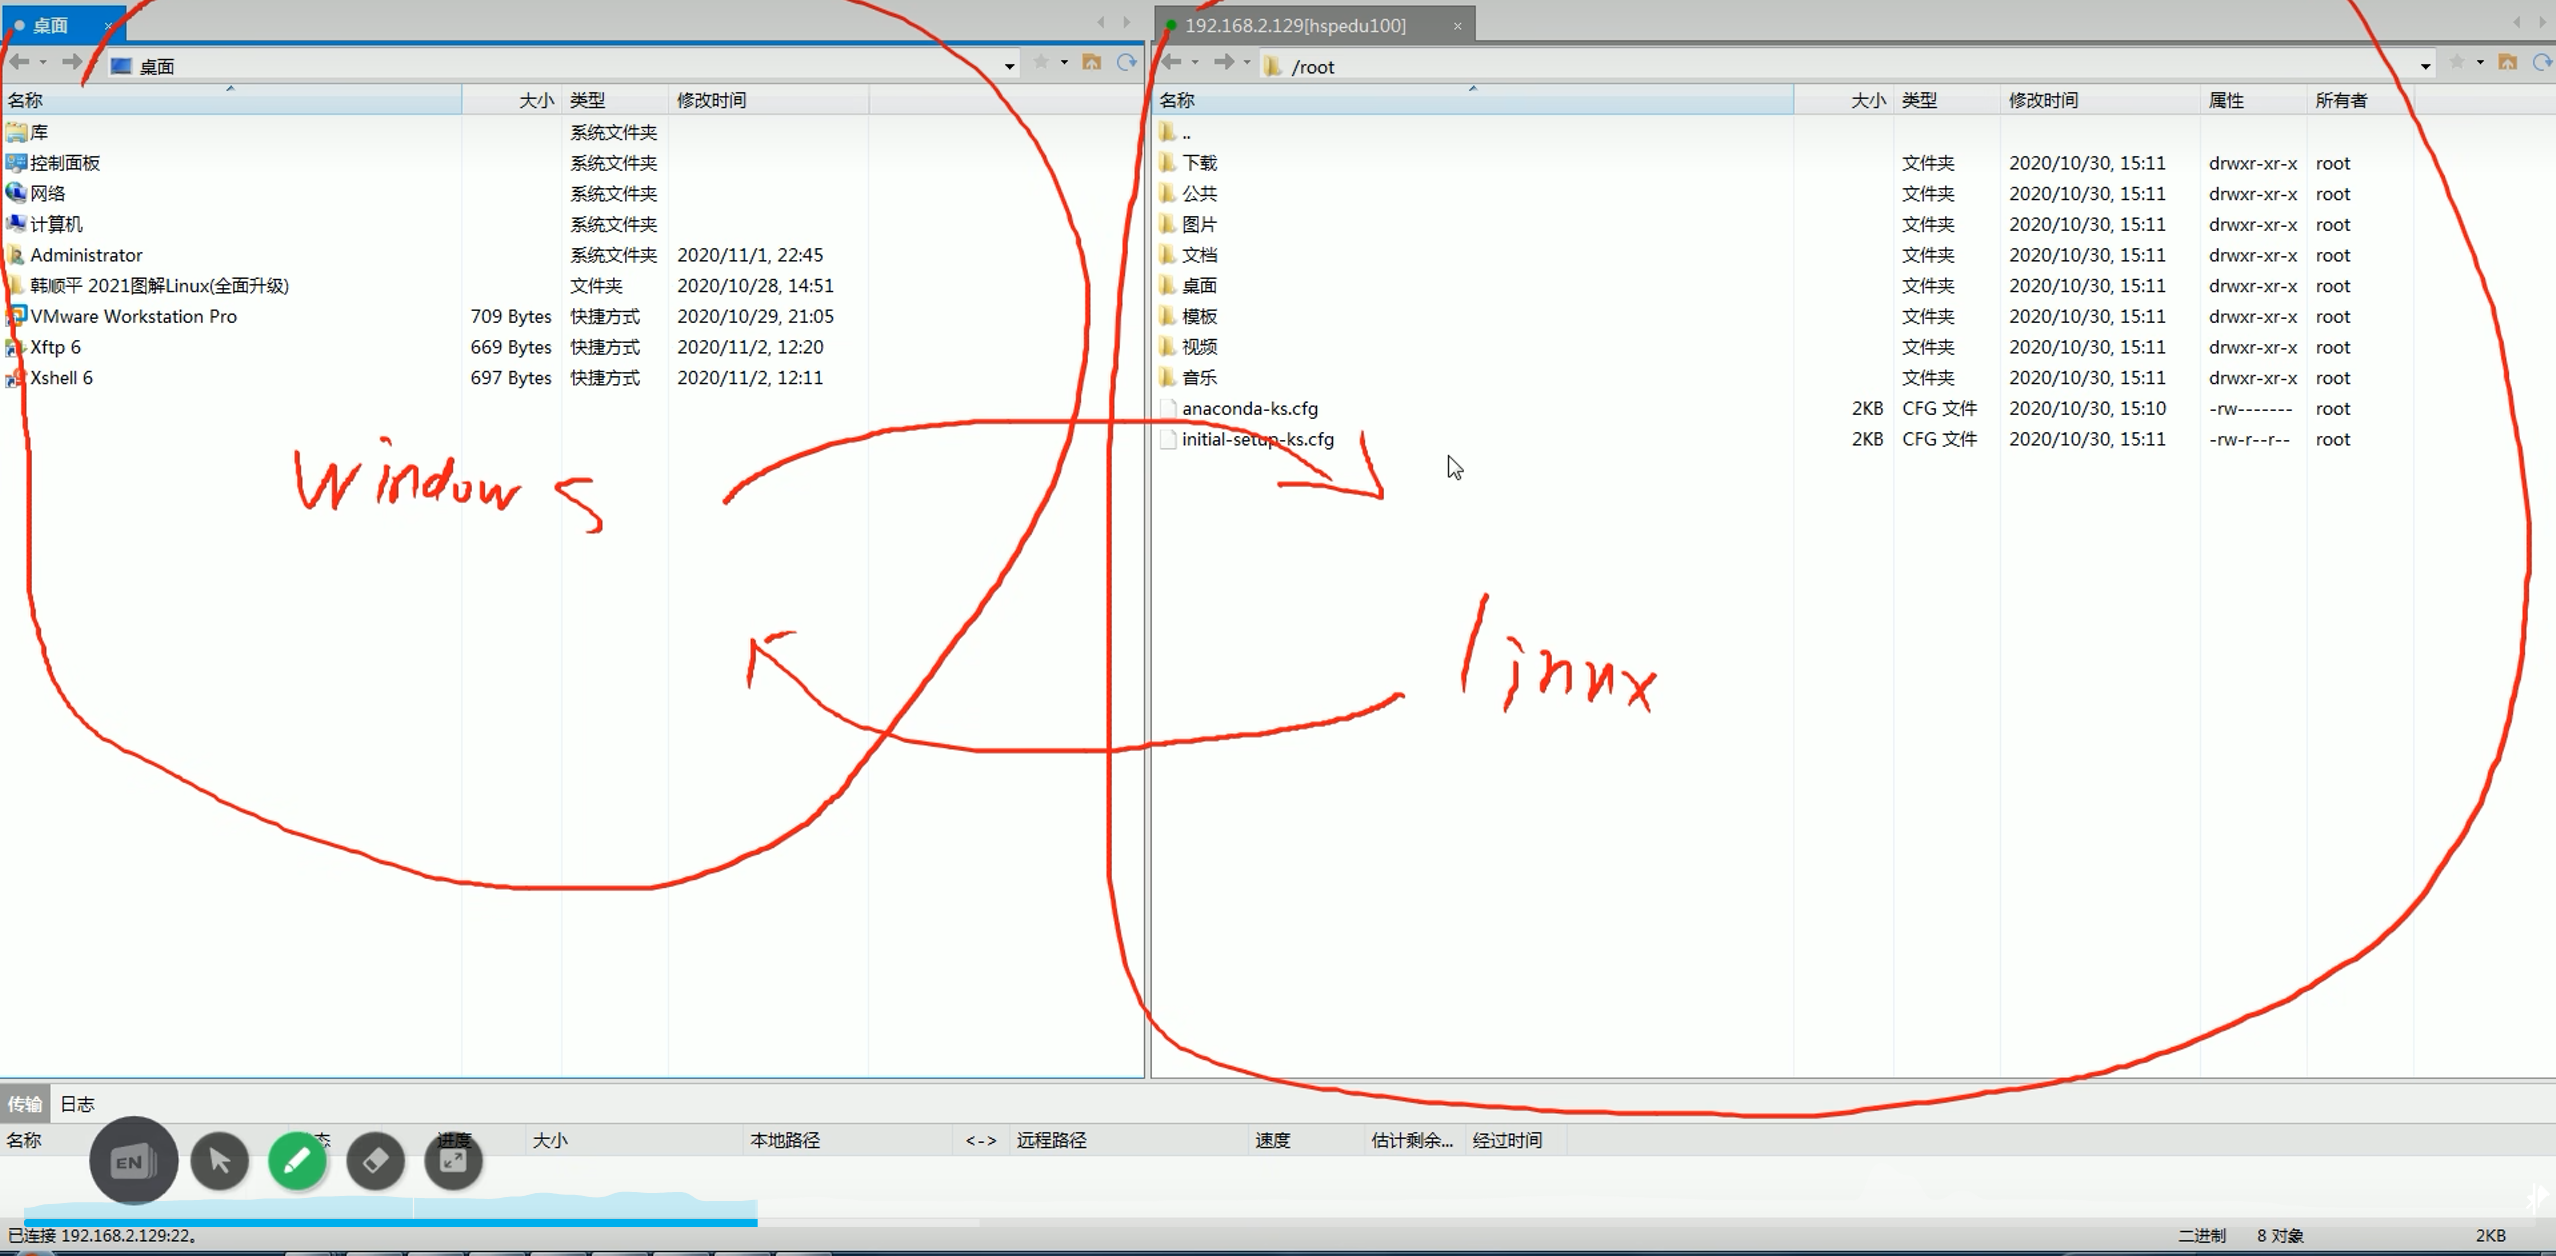 桌面 × 192.168.2.129[hspedu100] ×
桌面 /root
名称 大小 类型 修改时间 名称 大小 类型 修改时间 属性 所有者
库 系统文件夹 ..
控制面板 系统文件夹 下载 文件夹 2020/10/30, 15:11 drwxr-xr-x root
网络 系统文件夹 公共 文件夹 2020/10/30, 15:11 drwxr-xr-x root
计算机 系统文件夹 图片 文件夹 2020/10/30, 15:11 drwxr-xr-x root
Administrator 系统文件夹 2020/11/1, 22:45 文档 文件夹 2020/10/30, 15:11 drwxr-xr-x root
韩顺平 2021图解Linux(全面升级) 文件夹 2020/10/28, 14:51 桌面 文件夹 2020/10/30, 15:11 drwxr-xr-x root
VMware Workstation Pro 709 Bytes 快捷方式 2020/10/29, 21:05 模板 文件夹 2020/10/30, 15:11 drwxr-xr-x root
Xftp 6 669 Bytes 快捷方式 2020/11/2, 12:20 视频 文件夹 2020/10/30, 15:11 drwxr-xr-x root
Xshell 6 697 Bytes 快捷方式 2020/11/2, 12:11 音乐 文件夹 2020/10/30, 15:11 drwxr-xr-x root
anaconda-ks.cfg 2KB CFG 文件 2020/10/30, 15:10 -rw------- root
initial-setup-ks.cfg 2KB CFG 文件 2020/10/30, 15:11 -rw-r--r-- root
Windows
linux
传输 日志
名称 态 进度 大小 本地路径 <-> 远程路径 速度 估计剩余... 经过时间
EN
已连接 192.168.2.129:22。 二进制 8 对象 2KB